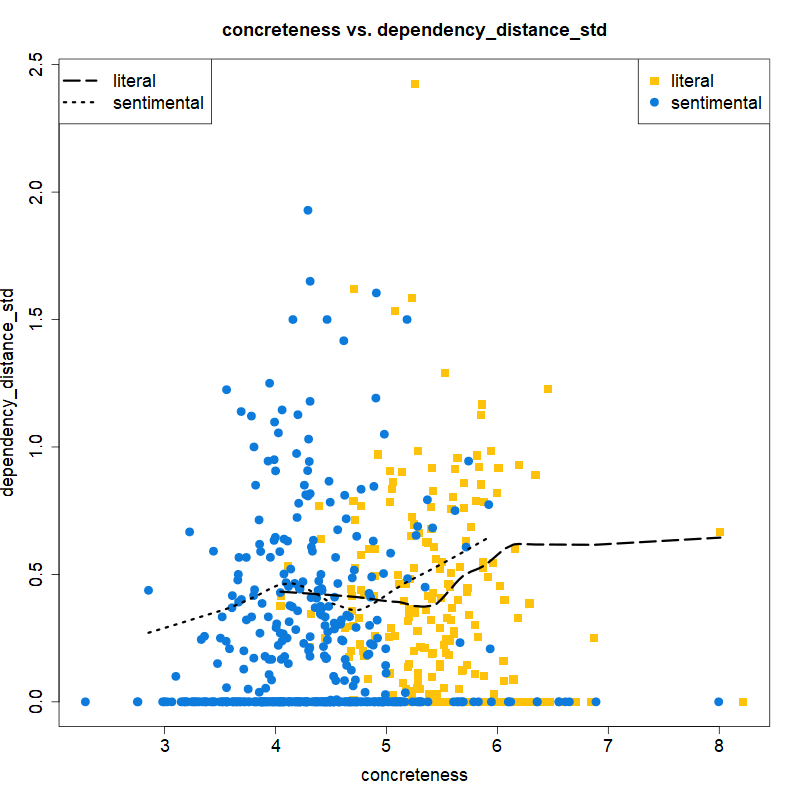 concreteness vs. dependency_distance_std
literal
sentimental
literal
sentimental
dependency_distance_std
2.5
2.0
1.5
1.0
0.5
0.0
3 4 5 6 7 8
concreteness